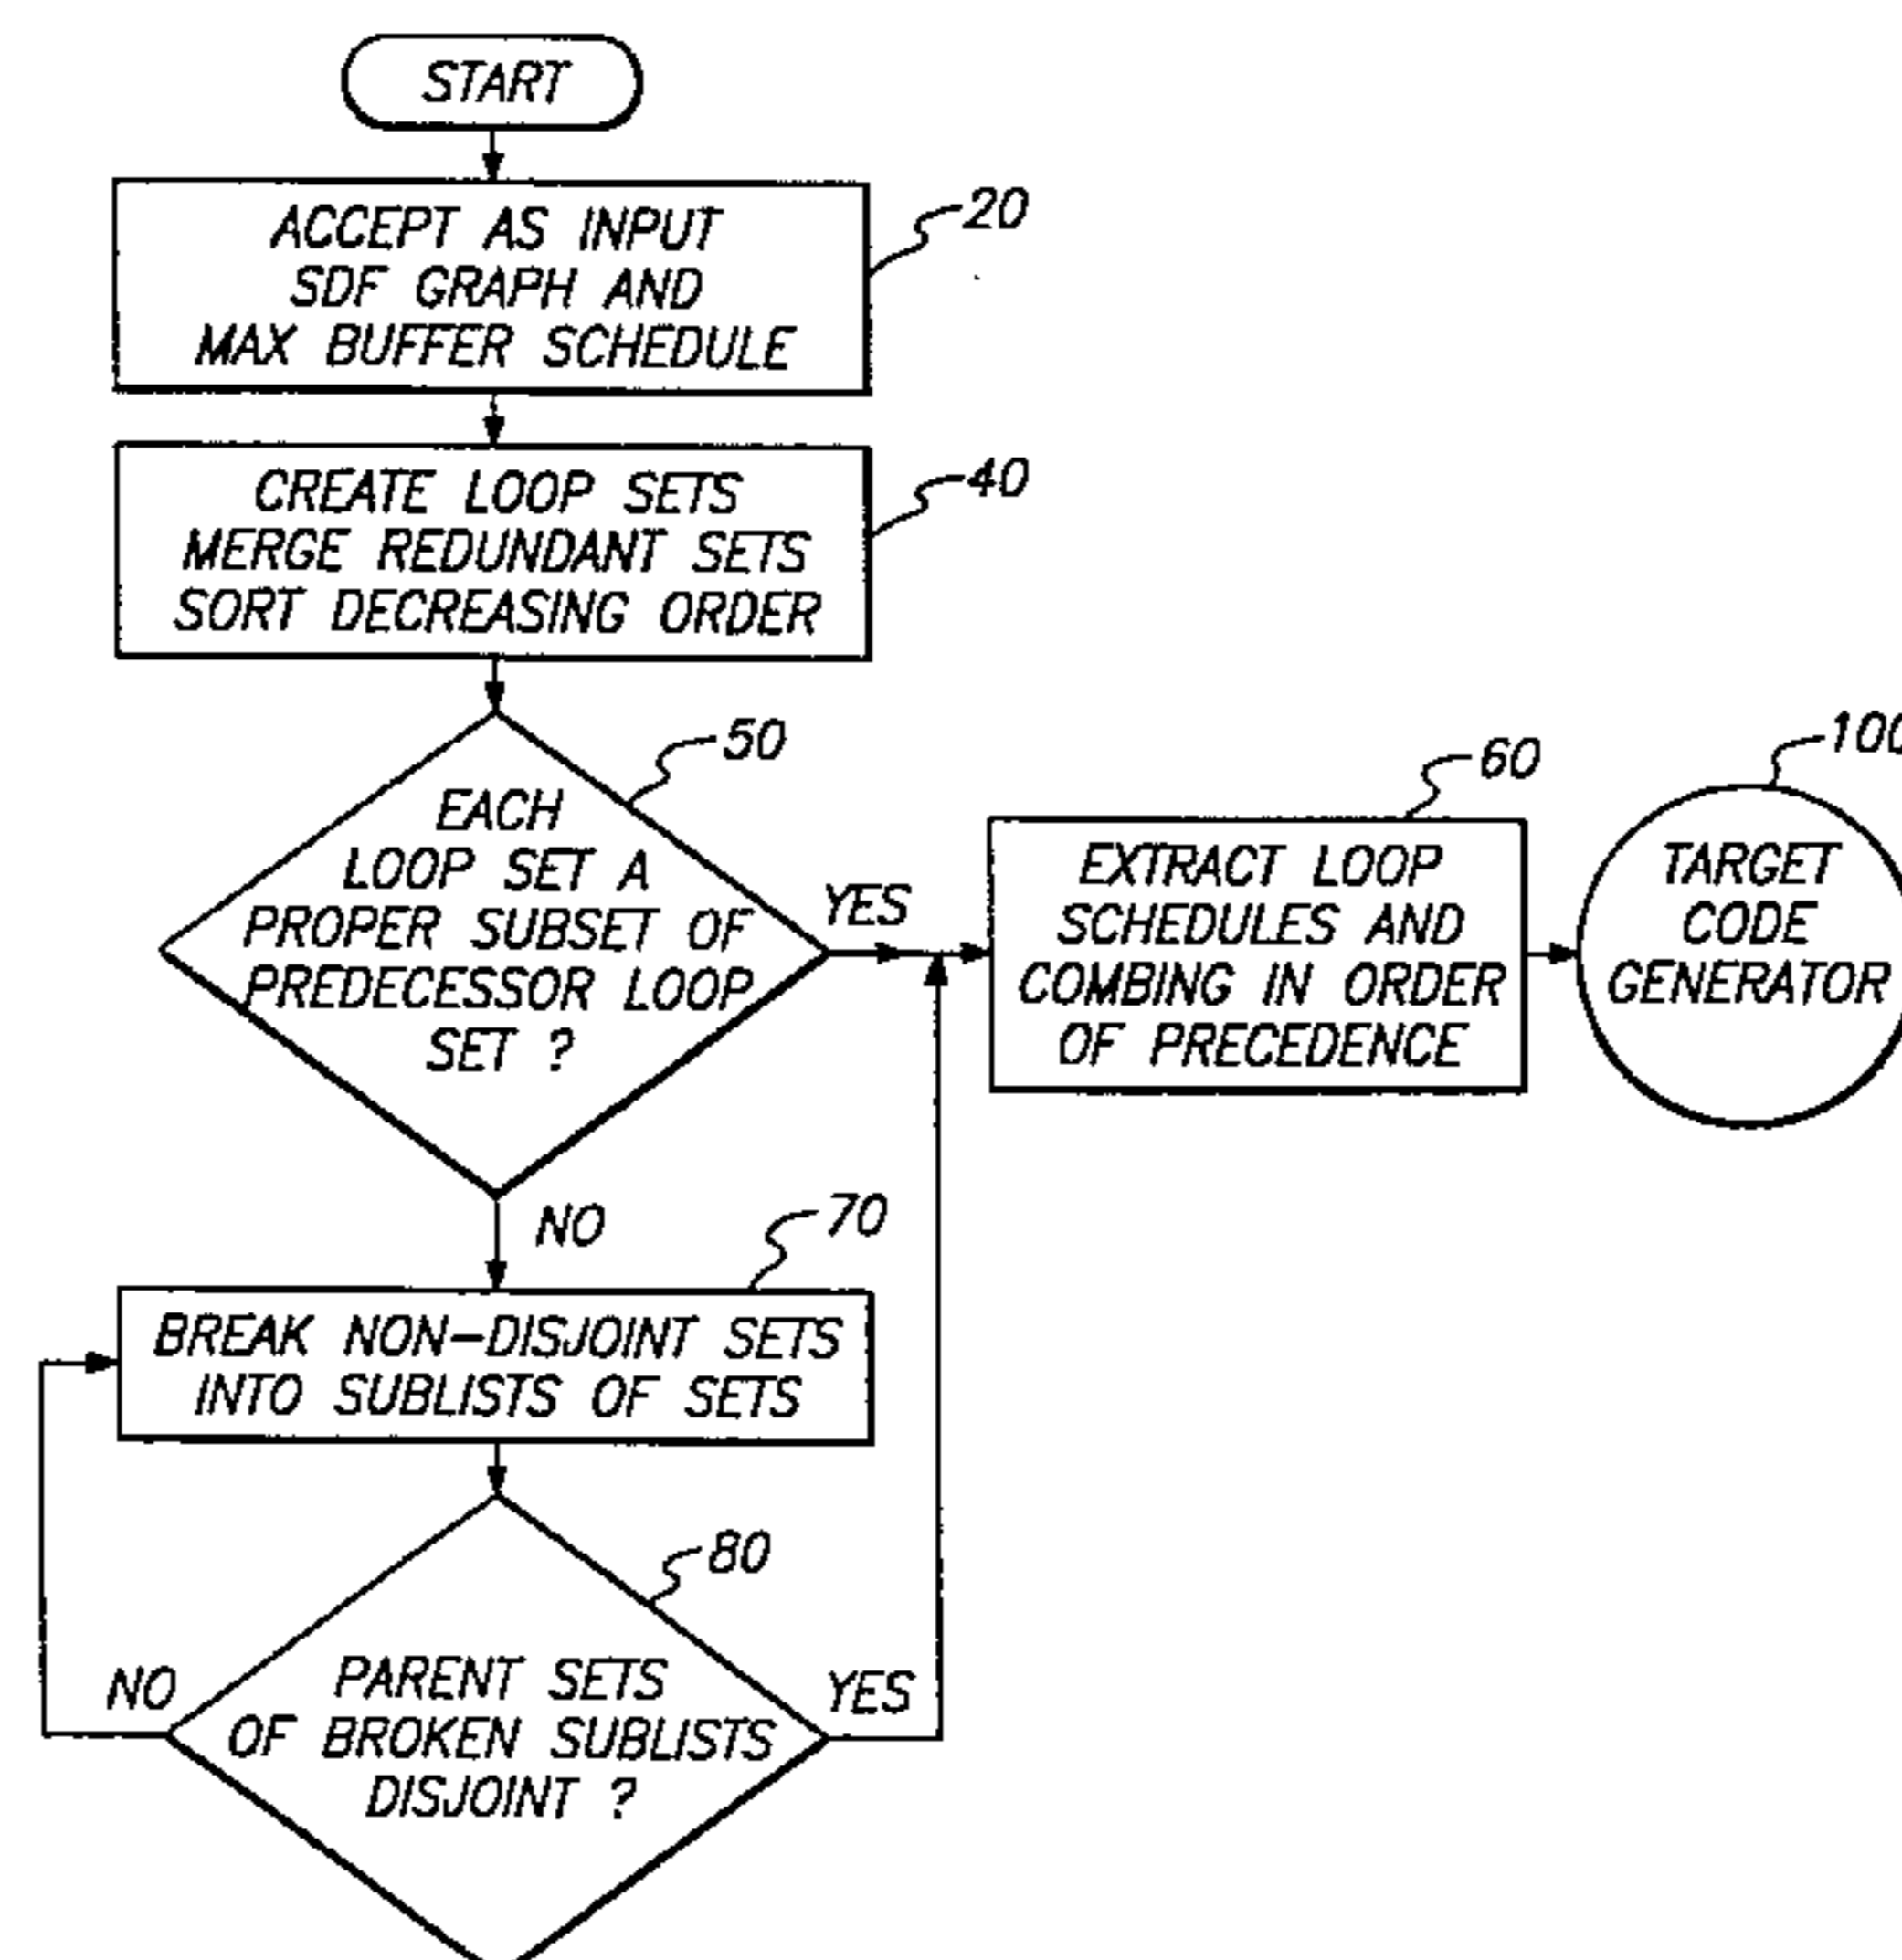 START
ACCEPT AS INPUT
SDF GRAPH AND
MAX BUFFER SCHEDULE
20
CREATE LOOP SETS
MERGE REDUNDANT SETS
SORT DECREASING ORDER
40
EACH
LOOP SET A
PROPER SUBSET OF
PREDECESSOR LOOP
SET ?
50
YES
NO
EXTRACT LOOP
SCHEDULES AND
COMBING IN ORDER
OF PRECEDENCE
60
TARGET
CODE
GENERATOR
100
BREAK NON-DISJOINT SETS
INTO SUBLISTS OF SETS
70
PARENT SETS
OF BROKEN SUBLISTS
DISJOINT ?
80
NO
YES